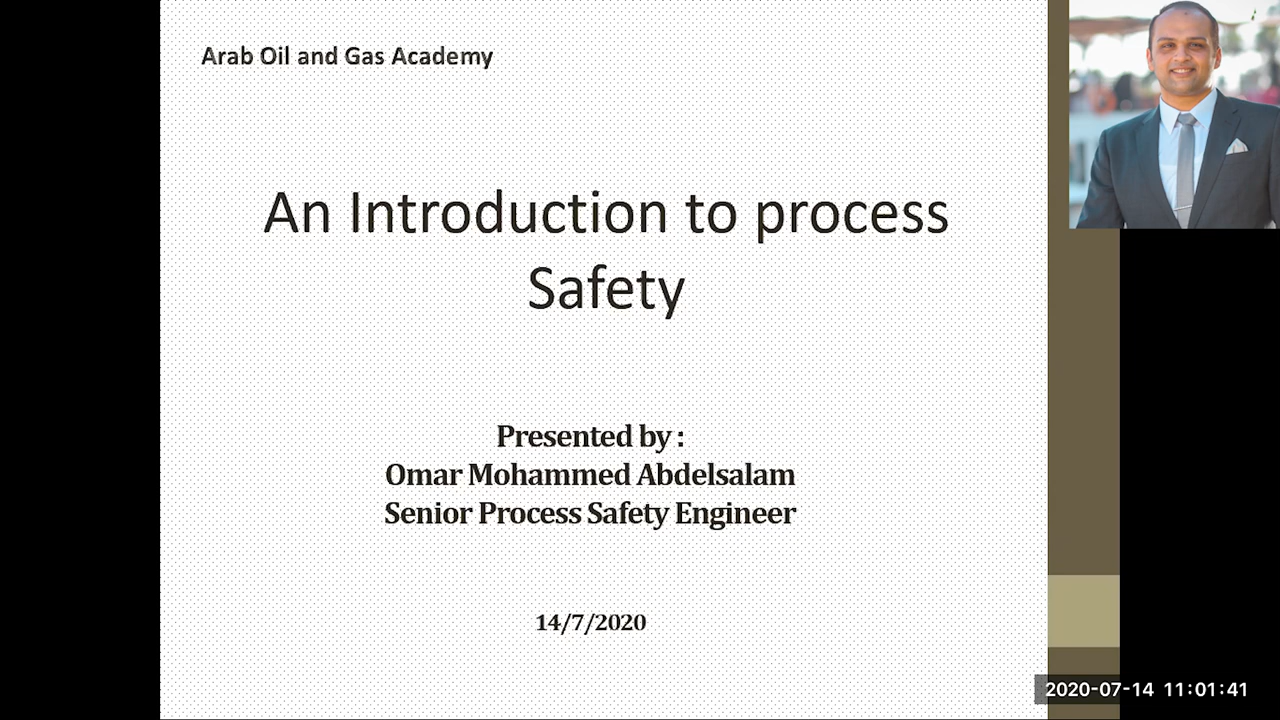 Arab Oil and Gas Academy
An Introduction to process
Safety
Presented by :
Omar Mohammed Abdelsalam
Senior Process Safety Engineer
14/7/2020
2020-07-14 11:01:41